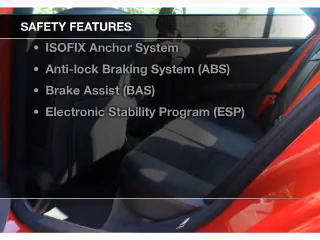 SAFETY FEATURES
• ISOFIX Anchor System
• Anti-lock Braking System (ABS)
• Brake Assist (BAS)
• Electronic Stability Program (ESP)